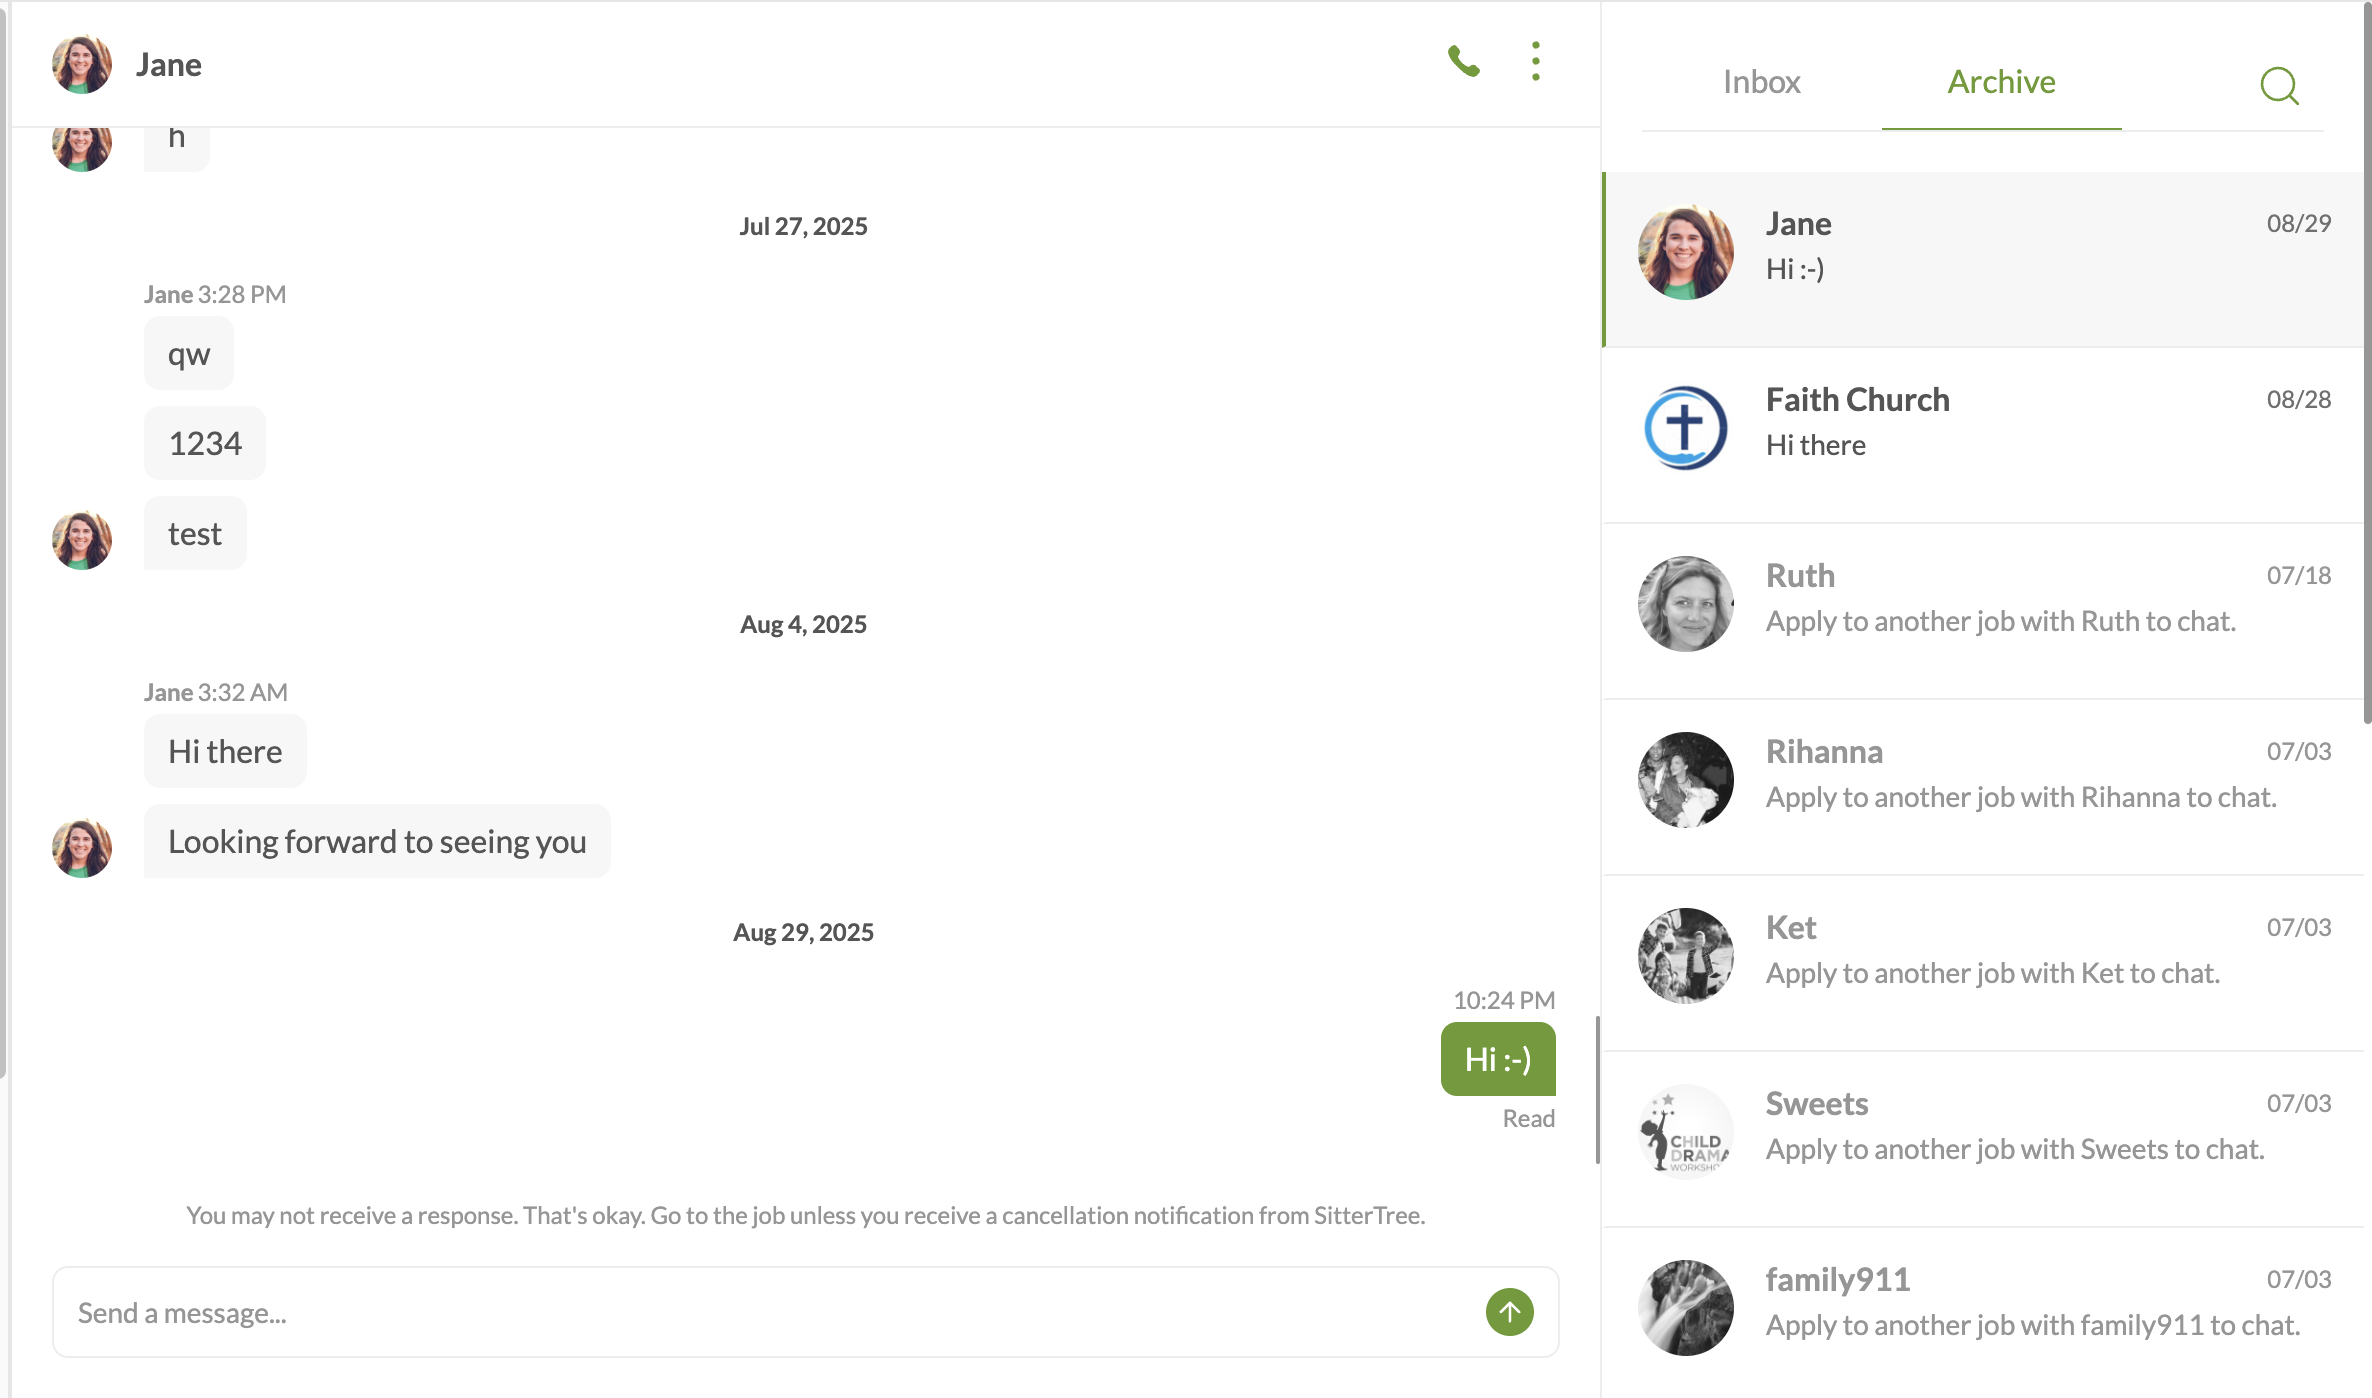 Jane
h
Jul 27, 2025
Jane 3:28 PM
qw
1234
test
Aug 4, 2025
Jane 3:32 AM
Hi there
Looking forward to seeing you
Aug 29, 2025
10:24 PM
Hi :-)
Read
You may not receive a response. That's okay. Go to the job unless you receive a cancellation notification from SitterTree.
Send a message...
Inbox
Archive
Jane
08/29
Hi :-)
Faith Church
08/28
Hi there
Ruth
07/18
Apply to another job with Ruth to chat.
Rihanna
07/03
Apply to another job with Rihanna to chat.
Ket
07/03
Apply to another job with Ket to chat.
CHILD
DRAMA
WORKSHO
Sweets
07/03
Apply to another job with Sweets to chat.
family911
07/03
Apply to another job with family911 to chat.